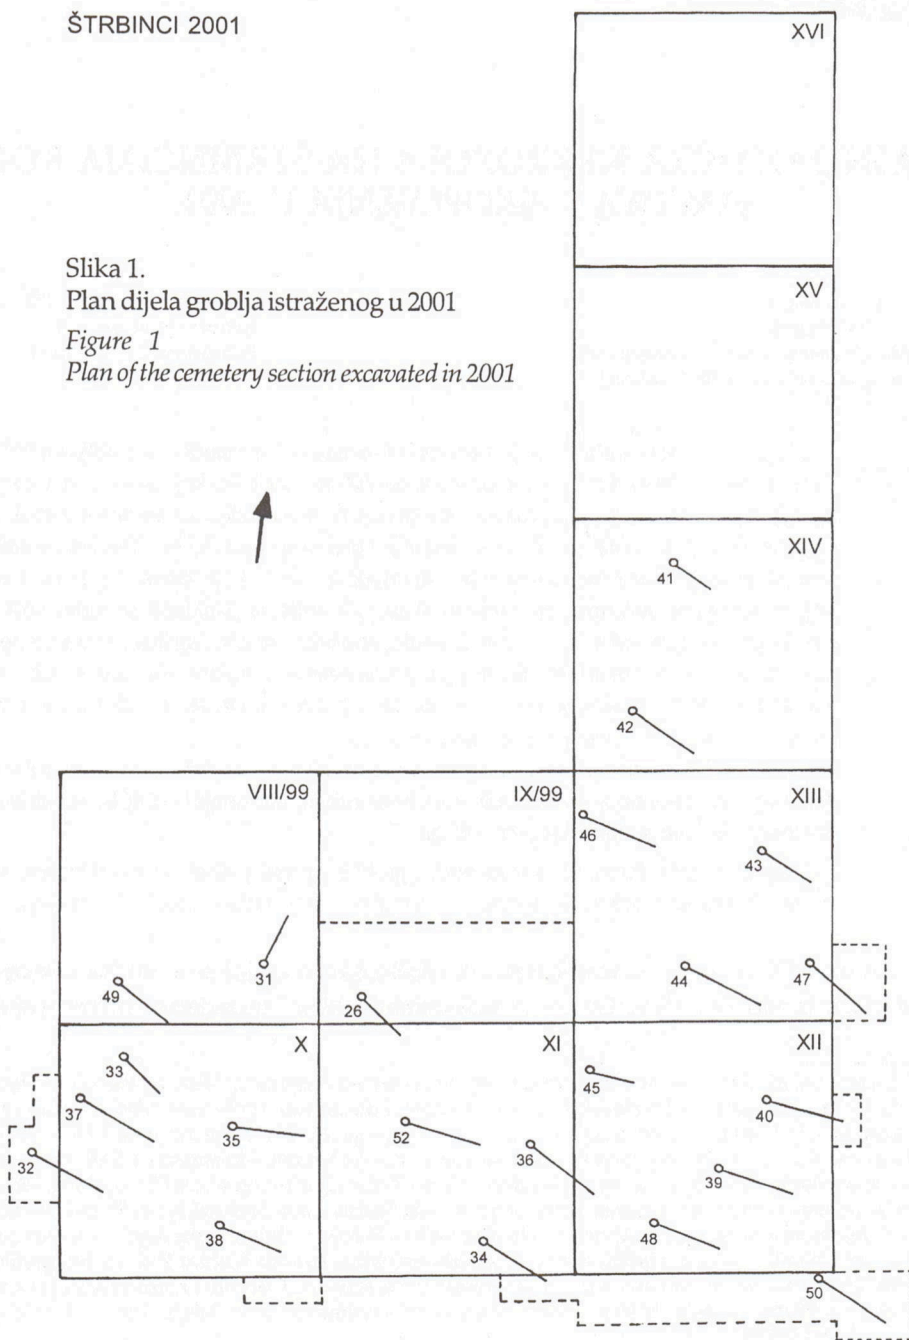 ŠTRBINCI 2001
XVI
Slika 1.
Plan dijela groblja istraženog u 2001
Figure 1
Plan of the cemetery section excavated in 2001
XV
XIV
41
42
VIII/99
IX/99
XIII
46
43
31
44
47
49
26
X
XI
XII
33
45
37
40
35
52
36
32
39
38
48
34
50